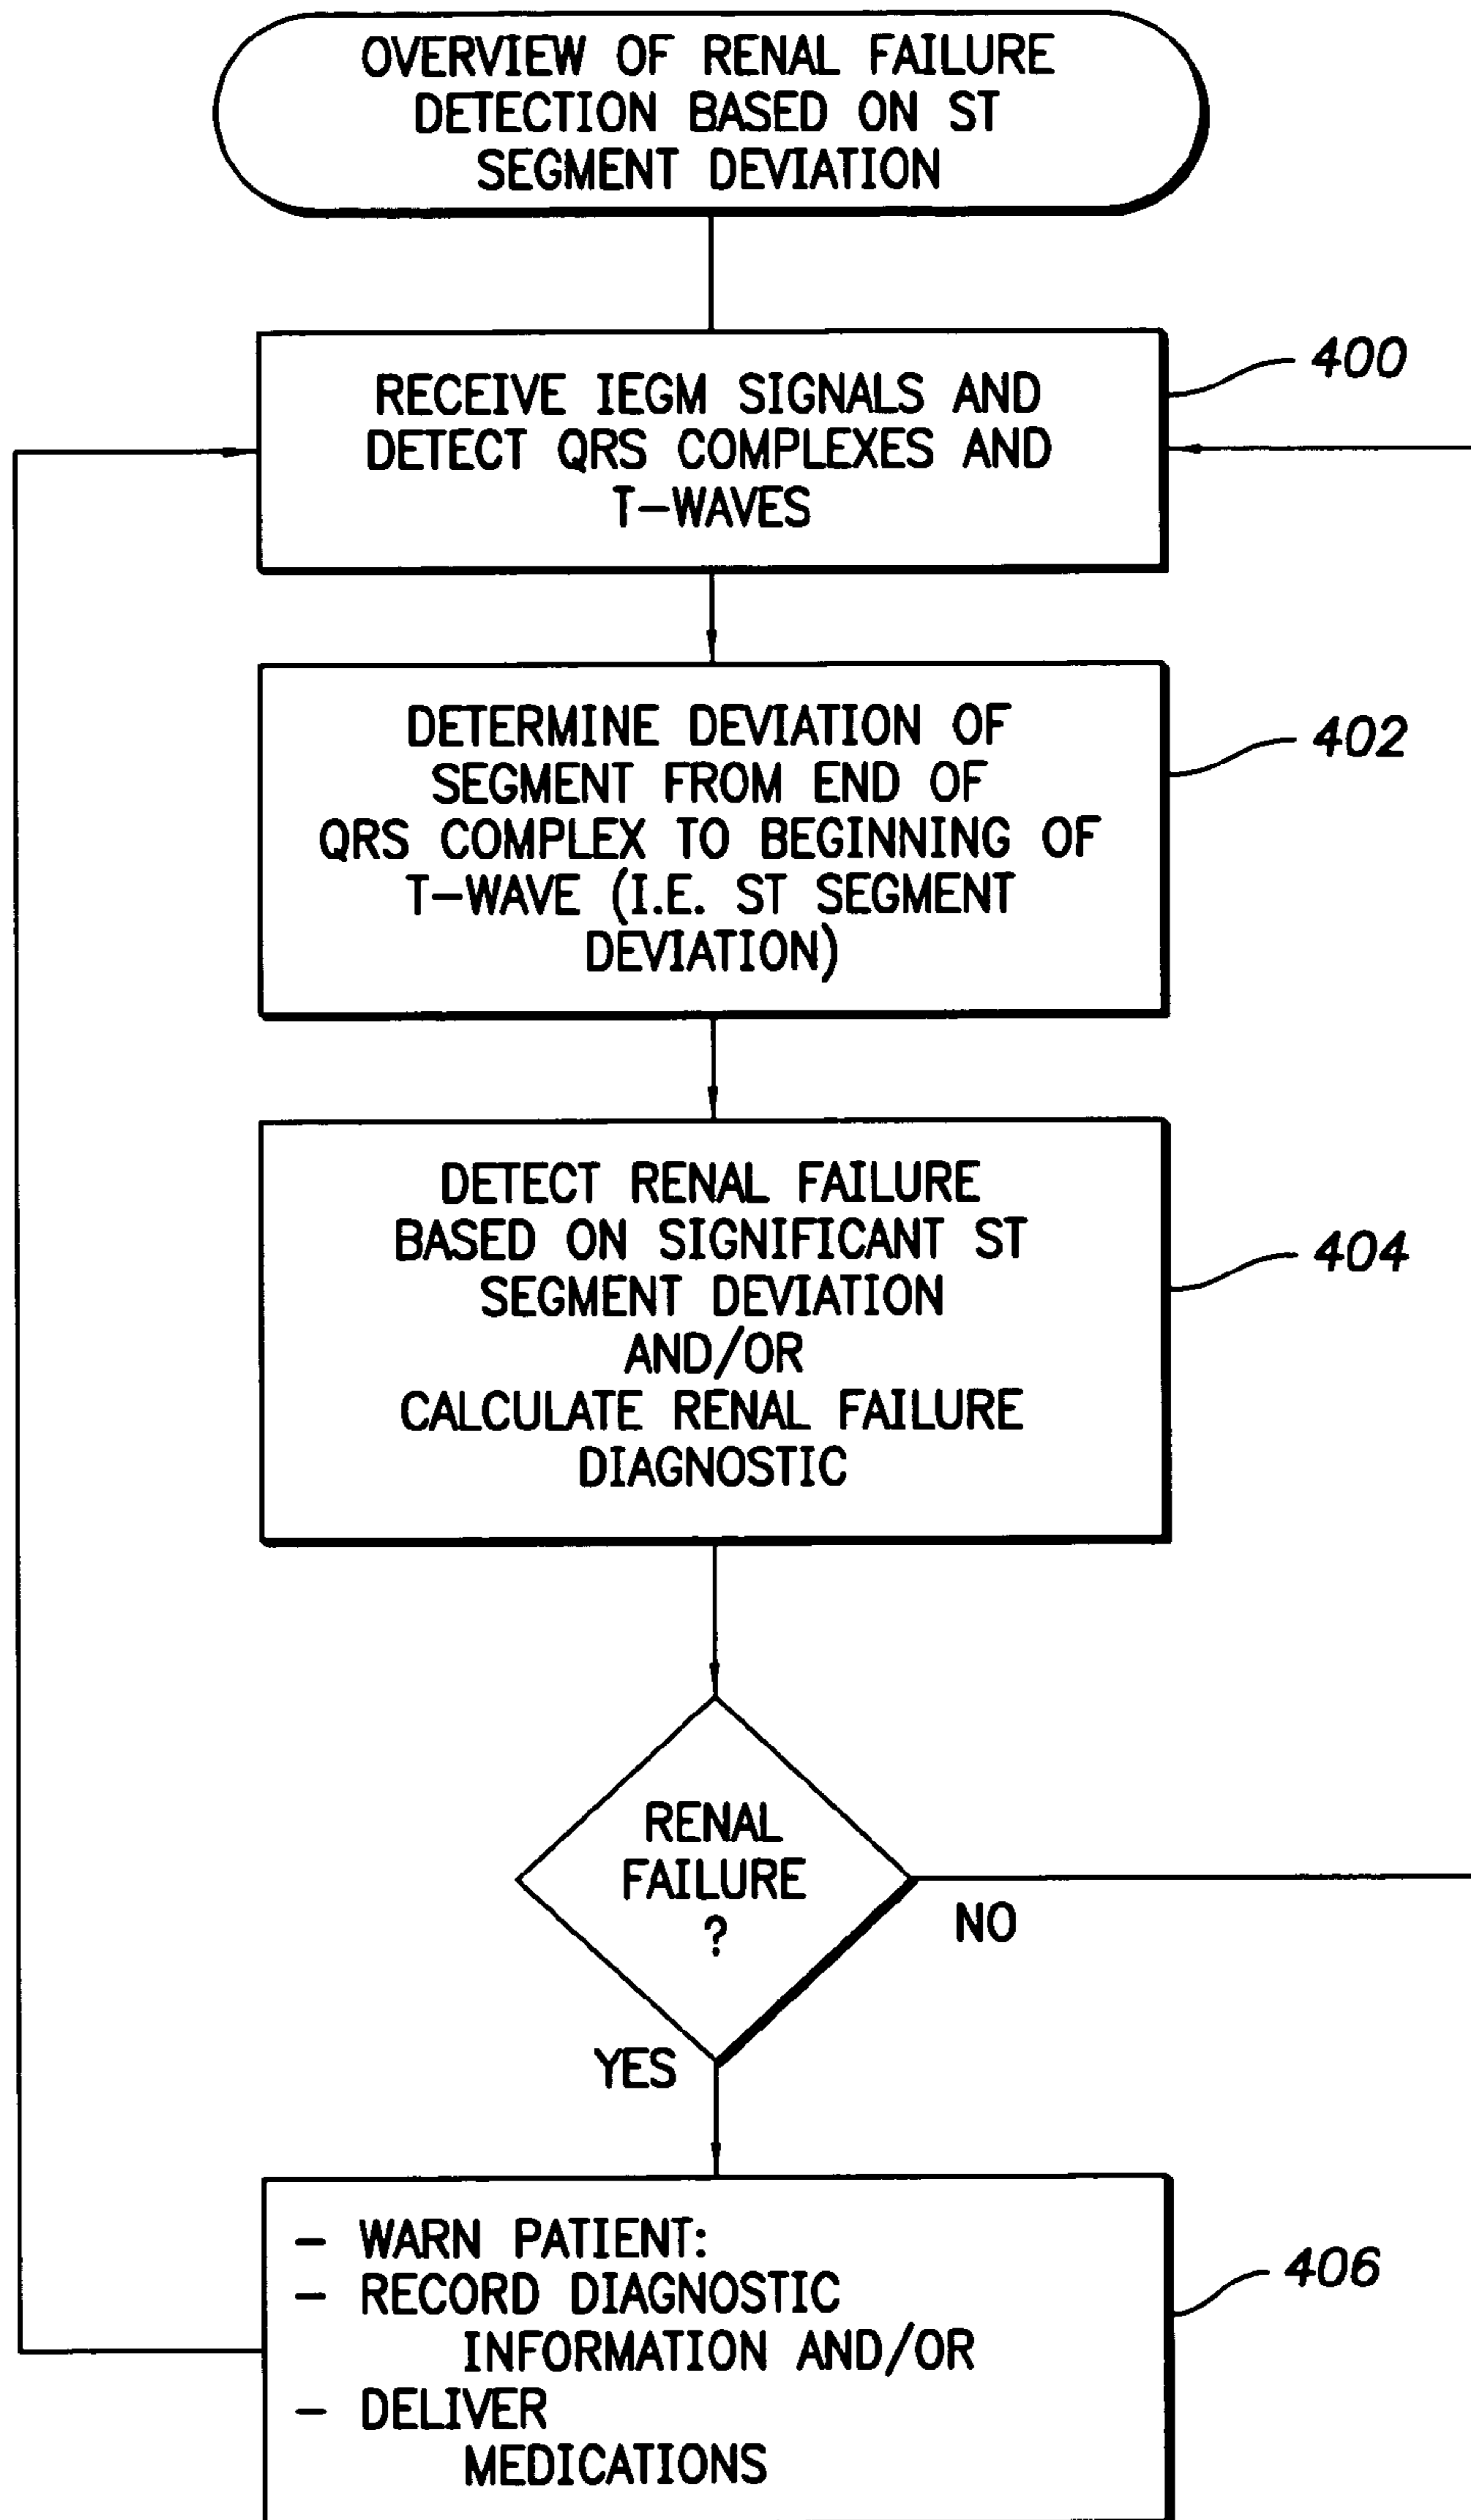 OVERVIEW OF RENAL FAILURE
DETECTION BASED ON ST
SEGMENT DEVIATION
RECEIVE IEGM SIGNALS AND
DETECT QRS COMPLEXES AND
T-WAVES
400
DETERMINE DEVIATION OF
SEGMENT FROM END OF
QRS COMPLEX TO BEGINNING OF
T-WAVE (I.E. ST SEGMENT
DEVIATION)
402
DETECT RENAL FAILURE
BASED ON SIGNIFICANT ST
SEGMENT DEVIATION
AND/OR
CALCULATE RENAL FAILURE
DIAGNOSTIC
404
RENAL
FAILURE
?
NO
YES
- WARN PATIENT:
- RECORD DIAGNOSTIC
INFORMATION AND/OR
- DELIVER
MEDICATIONS
406